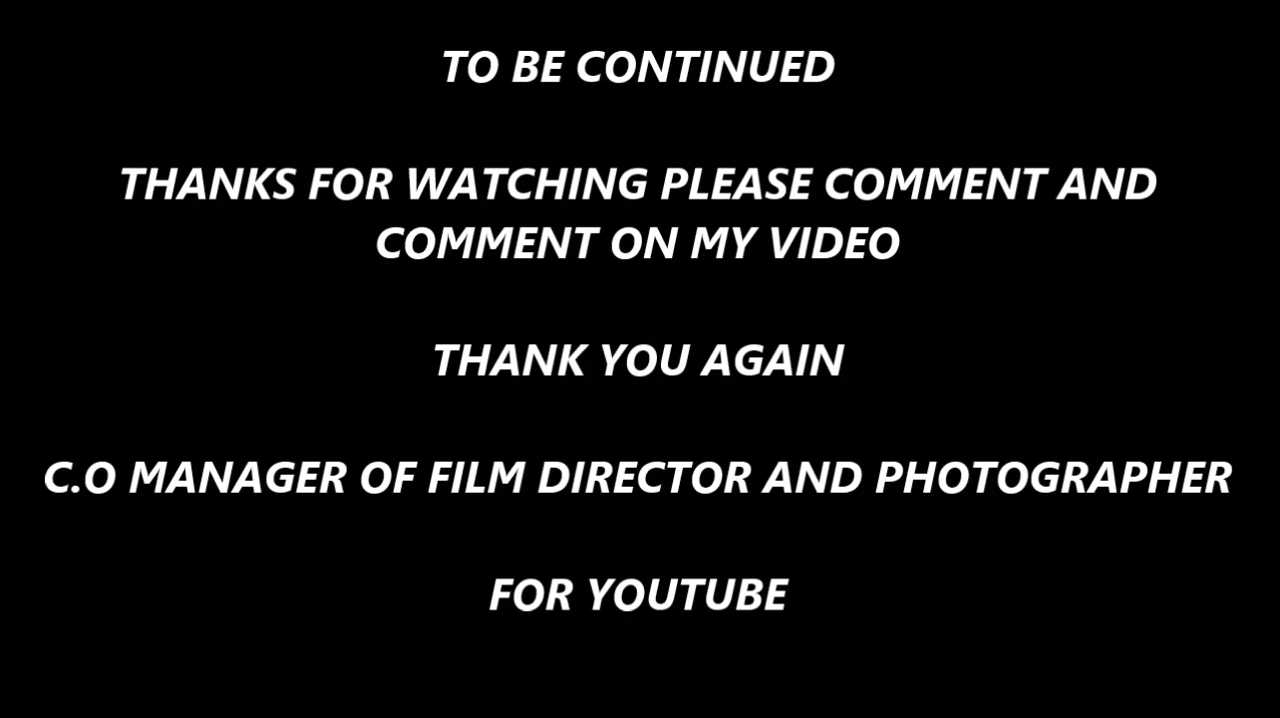 TO BE CONTINUED
THANKS FOR WATCHING PLEASE COMMENT AND
COMMENT ON MY VIDEO
THANK YOU AGAIN
C.O MANAGER OF FILM DIRECTOR AND PHOTOGRAPHER
FOR YOUTUBE